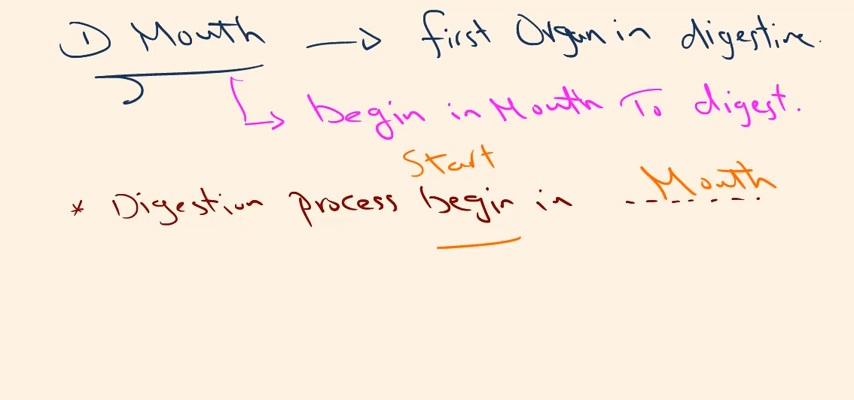 ① Mouth → first Organ in digestive.
↳ begin in Mouth To digest.
Start
* Digestion process begin in Mouth